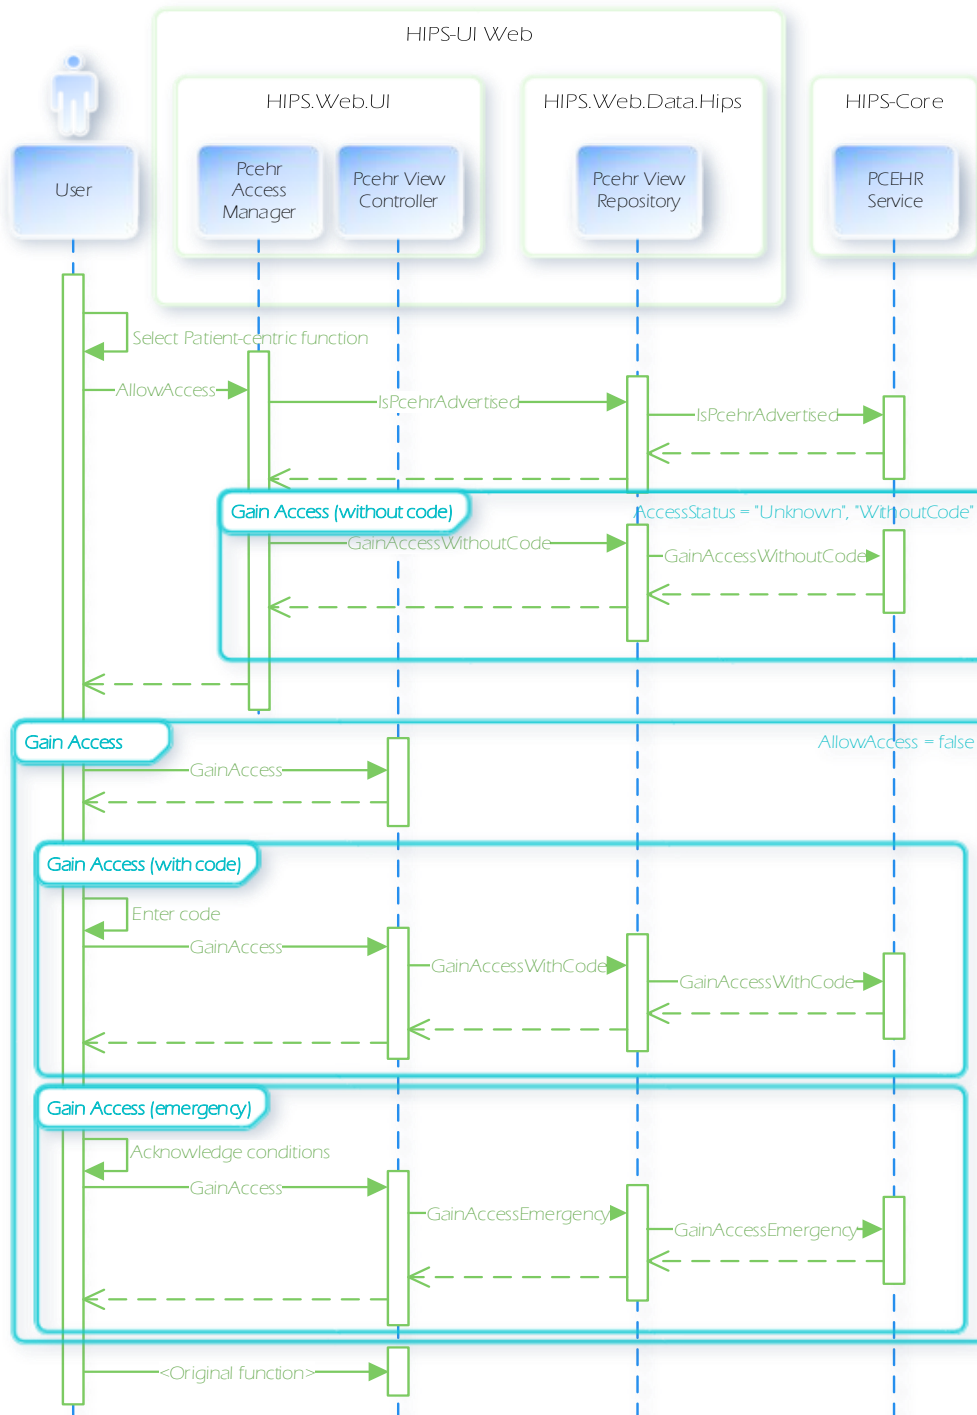 HIPS-UI Web
HIPS.Web.UI
HIPS.Web.Data.Hips
HIPS-Core
User
Pcehr
Access
Manager
Pcehr View
Controller
Pcehr View
Repository
PCEHR
Service
Select Patient-centric function
AllowAccess
IsPcehrAdvertised
IsPcehrAdvertised
Gain Access (without code)
AccessStatus = "Unknown", "WithoutCode"
GainAccessWithoutCode
GainAccessWithoutCode
Gain Access
AllowAccess = false
GainAccess
Gain Access (with code)
Enter code
GainAccess
GainAccessWithCode
GainAccessWithCode
Gain Access (emergency)
Acknowledge conditions
GainAccess
GainAccessEmergency
GainAccessEmergency
<Original function>